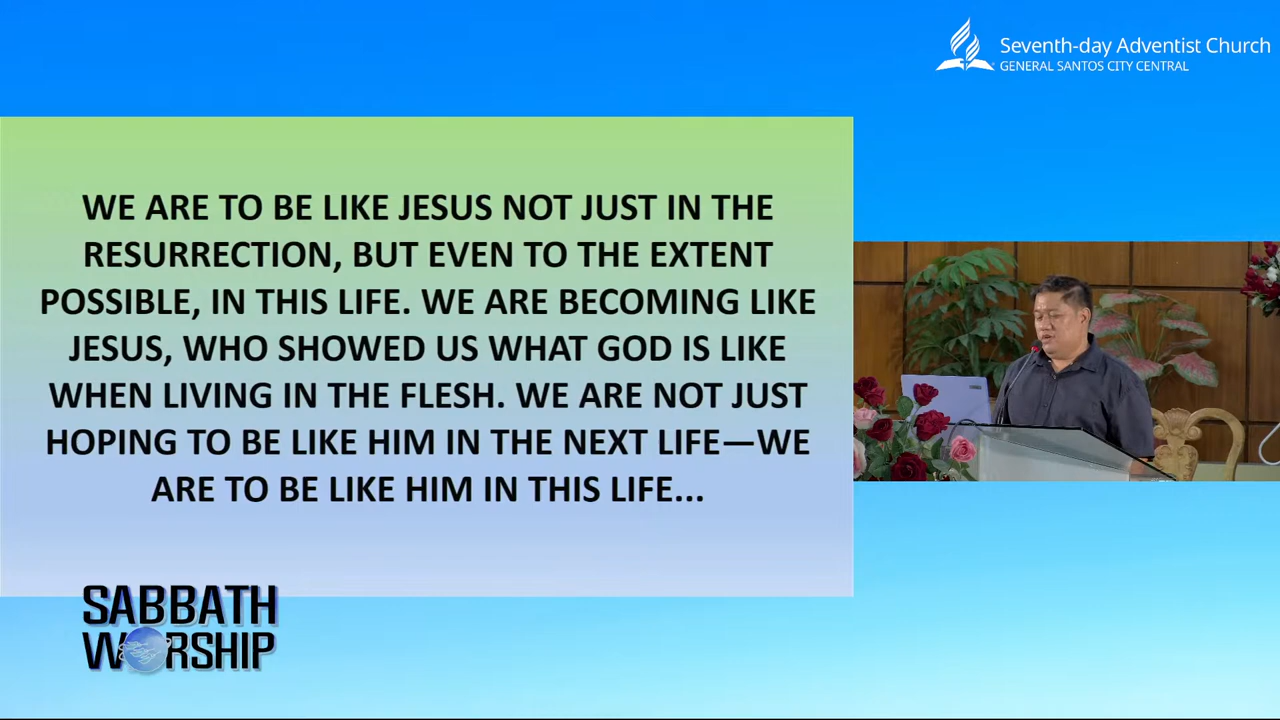 Seventh-day Adventist Church
GENERAL SANTOS CITY CENTRAL
WE ARE TO BE LIKE JESUS NOT JUST IN THE
RESURRECTION, BUT EVEN TO THE EXTENT
POSSIBLE, IN THIS LIFE. WE ARE BECOMING LIKE
JESUS, WHO SHOWED US WHAT GOD IS LIKE
WHEN LIVING IN THE FLESH. WE ARE NOT JUST
HOPING TO BE LIKE HIM IN THE NEXT LIFE—WE
ARE TO BE LIKE HIM IN THIS LIFE...
SABBATH
WORSHIP